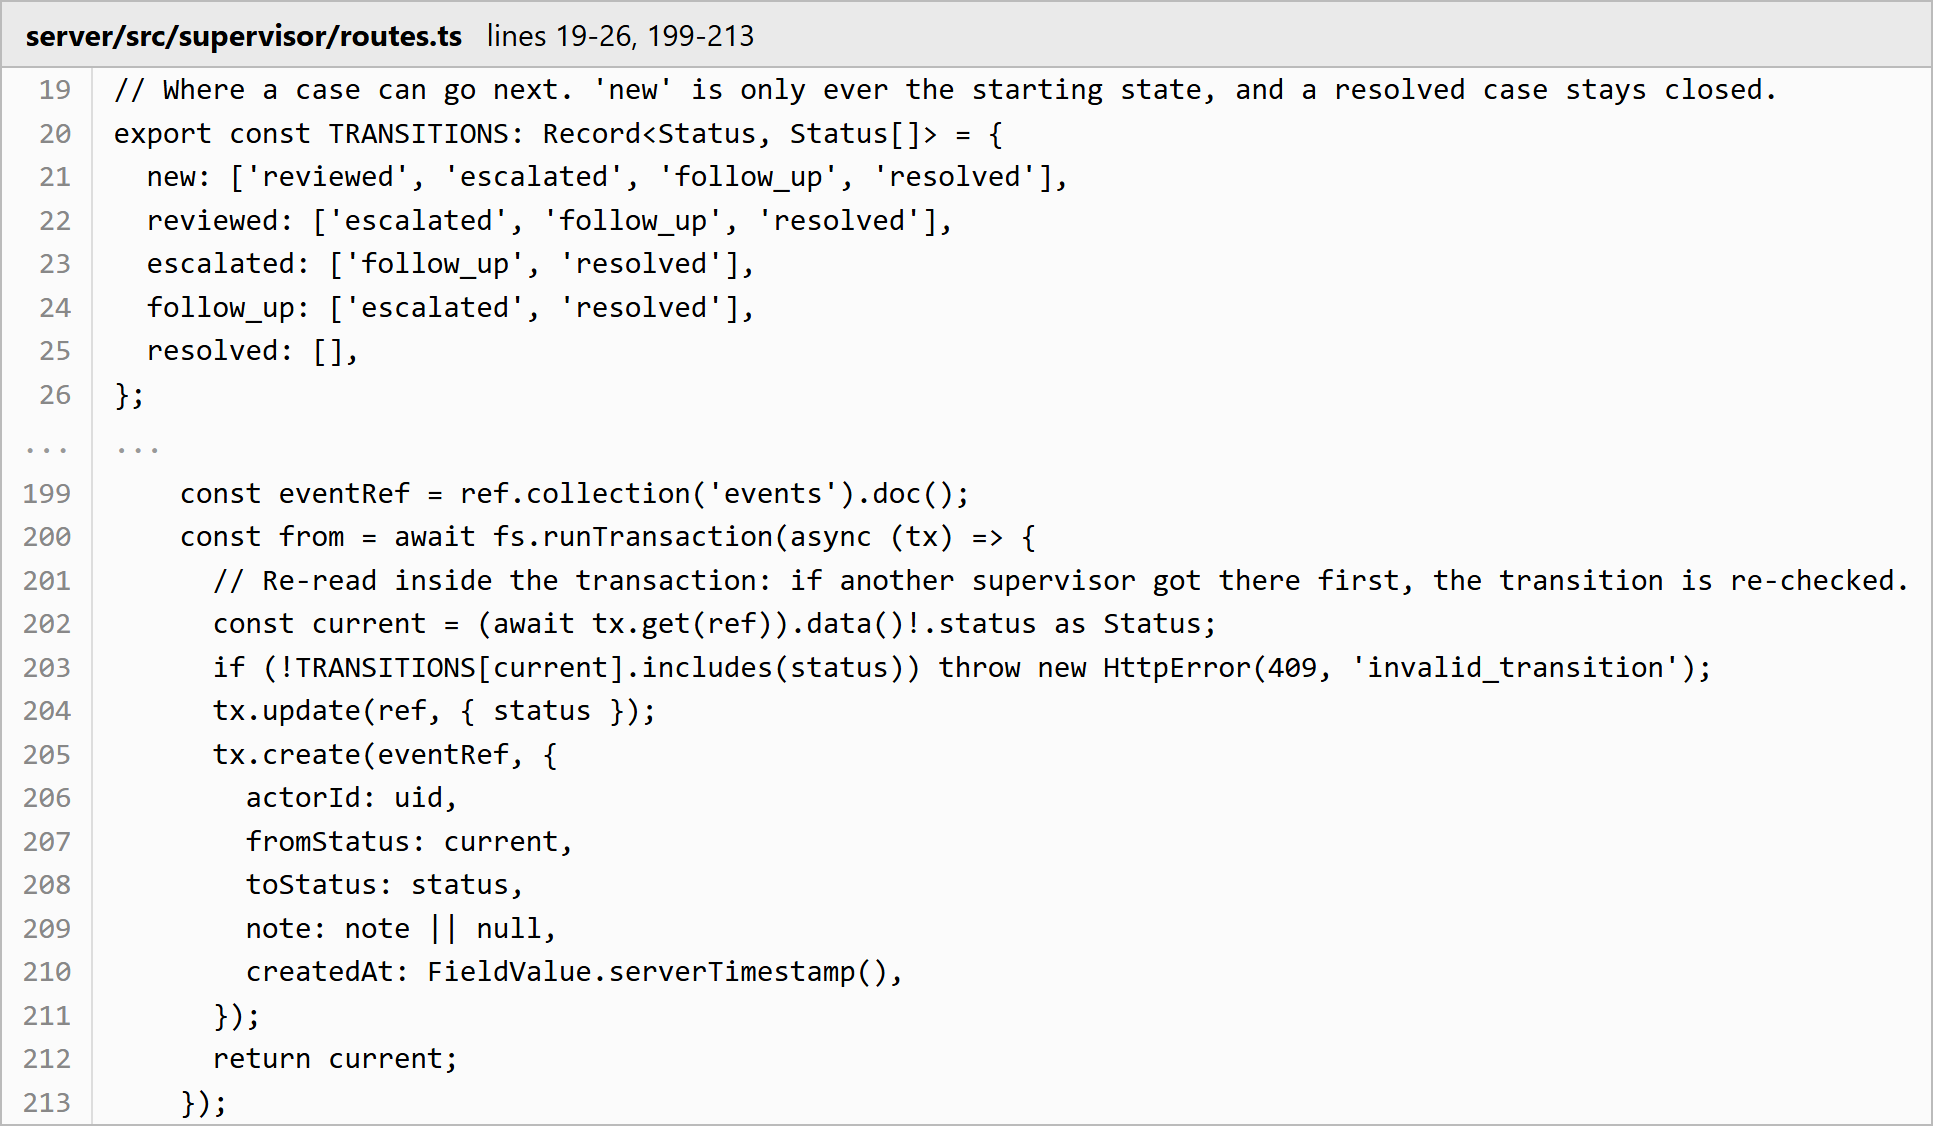 server/src/supervisor/routes.ts lines 19-26, 199-213
19 // Where a case can go next. 'new' is only ever the starting state, and a resolved case stays closed.
20 export const TRANSITIONS: Record<Status, Status[]> = {
21   new: ['reviewed', 'escalated', 'follow_up', 'resolved'],
22   reviewed: ['escalated', 'follow_up', 'resolved'],
23   escalated: ['follow_up', 'resolved'],
24   follow_up: ['escalated', 'resolved'],
25   resolved: [],
26 };
... ...
199     const eventRef = ref.collection('events').doc();
200     const from = await fs.runTransaction(async (tx) => {
201       // Re-read inside the transaction: if another supervisor got there first, the transition is re-checked.
202       const current = (await tx.get(ref)).data()!.status as Status;
203       if (!TRANSITIONS[current].includes(status)) throw new HttpError(409, 'invalid_transition');
204       tx.update(ref, { status });
205       tx.create(eventRef, {
206         actorId: uid,
207         fromStatus: current,
208         toStatus: status,
209         note: note || null,
210         createdAt: FieldValue.serverTimestamp(),
211       });
212       return current;
213     });